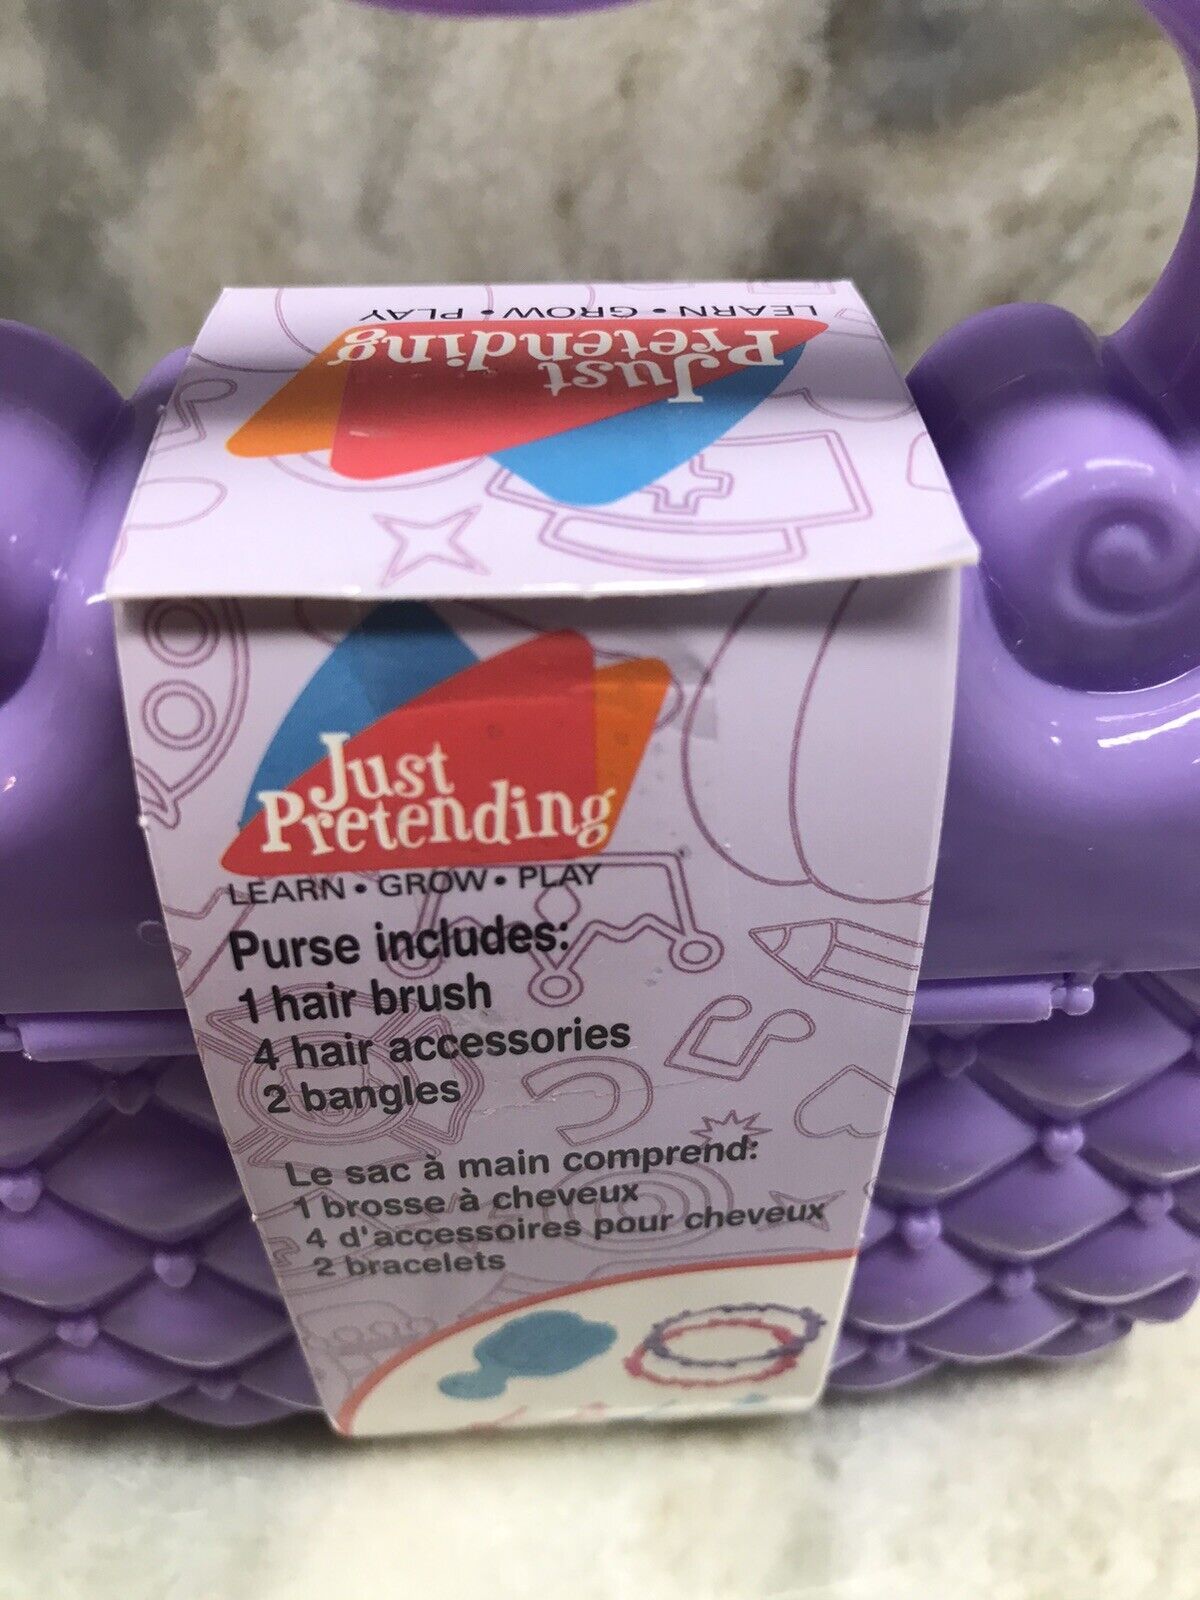 LEARN • GROW • PLAY
Just
Pretending
Just
Pretending
LEARN • GROW • PLAY
Purse includes:
1 hair brush
4 hair accessories
2 bangles
Le sac à main comprend:
1 brosse à cheveux
4 d'accessoires pour cheveux
2 bracelets